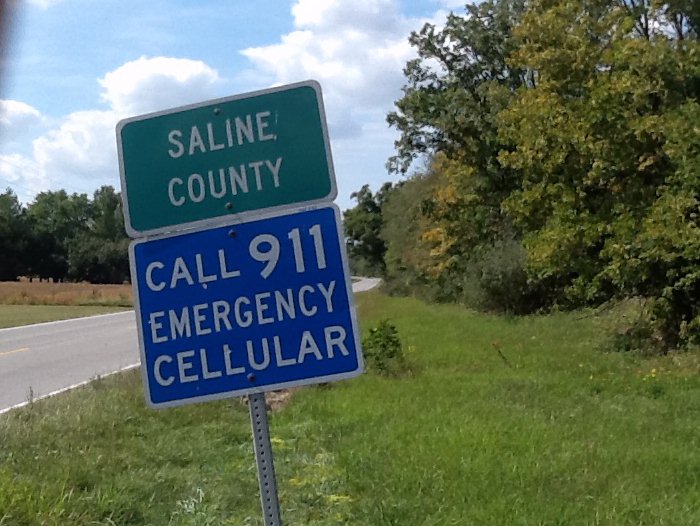 SALINE
COUNTY
CALL 911
EMERGENCY
CELLULAR